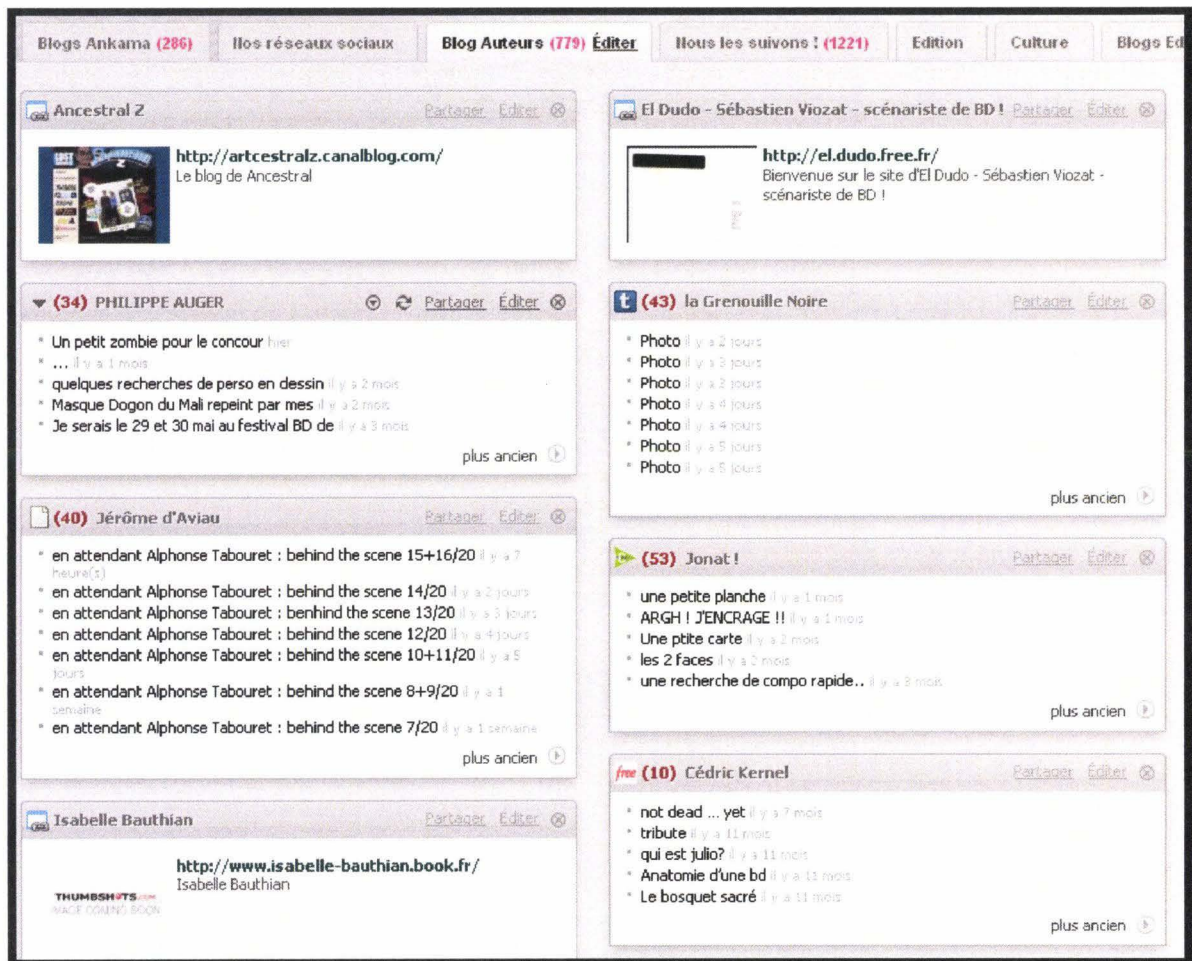 Blogs Ankama (286) Nos réseaux sociaux Blog Auteurs (779) Éditer Nous les suivons ! (1221) Edition Culture Blogs Ed
Ancestral Z Partager Éditer
http://artcestralz.canalblog.com/
Le blog de Ancestral
(34) PHILIPPE AUGER Partager Éditer
Un petit zombie pour le concour hier
... il y a 1 mois
quelques recherches de perso en dessin il y a 2 mois
Masque Dogon du Mali repeint par mes il y a 2 mois
Je serais le 29 et 30 mai au festival BD de il y a 3 mois
plus ancien
(40) Jérôme d'Aviau Partager Éditer
en attendant Alphonse Tabouret : behind the scene 15+16/20 il y a 7
heure(s)
en attendant Alphonse Tabouret : behind the scene 14/20 il y a 2 jours
en attendant Alphonse Tabouret : benhind the scene 13/20 il y a 3 jours
en attendant Alphonse Tabouret : behind the scene 12/20 il y a 4 jours
en attendant Alphonse Tabouret : behind the scene 10+11/20 il y a 5
jours
en attendant Alphonse Tabouret : behind the scene 8+9/20 il y a 1
semaine
en attendant Alphonse Tabouret : behind the scene 7/20 il y a 1 semaine
plus ancien
Isabelle Bauthian Partager Éditer
http://www.isabelle-bauthian.book.fr/
Isabelle Bauthian
THUMBSHOTS.COM
IMAGE COMING SOON
El Dudo - Sébastien Viozat - scénariste de BD ! Partager Éditer
http://el.dudo.free.fr/
Bienvenue sur le site d'El Dudo - Sébastien Viozat -
scénariste de BD !
t (43) la Grenouille Noire Partager Éditer
Photo il y a 2 jours
Photo il y a 3 jours
Photo il y a 3 jours
Photo il y a 4 jours
Photo il y a 4 jours
Photo il y a 5 jours
Photo il y a 5 jours
plus ancien
(53) Jonat ! Partager Éditer
une petite planche il y a 1 mois
ARGH ! J'ENCRAGE !! il y a 1 mois
Une ptite carte il y a 2 mois
les 2 faces il y a 2 mois
une recherche de compo rapide.. il y a 3 mois
plus ancien
free (10) Cédric Kernel Partager Éditer
not dead ... yet il y a 7 mois
tribute il y a 11 mois
qui est julio? il y a 11 mois
Anatomie d'une bd il y a 11 mois
Le bosquet sacré il y a 11 mois
plus ancien